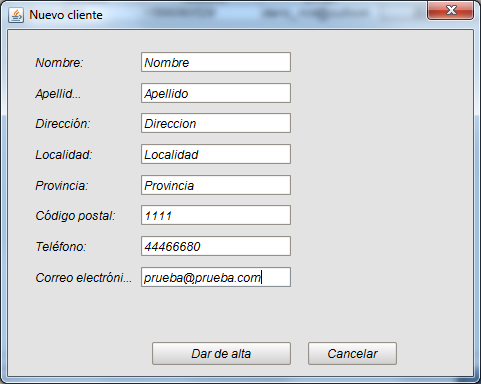 Nuevo cliente
Nombre: Nombre
Apellid... Apellido
Dirección: Direccion
Localidad: Localidad
Provincia: Provincia
Código postal: 1111
Teléfono: 44466680
Correo electróni... prueba@prueba.com
Dar de alta Cancelar